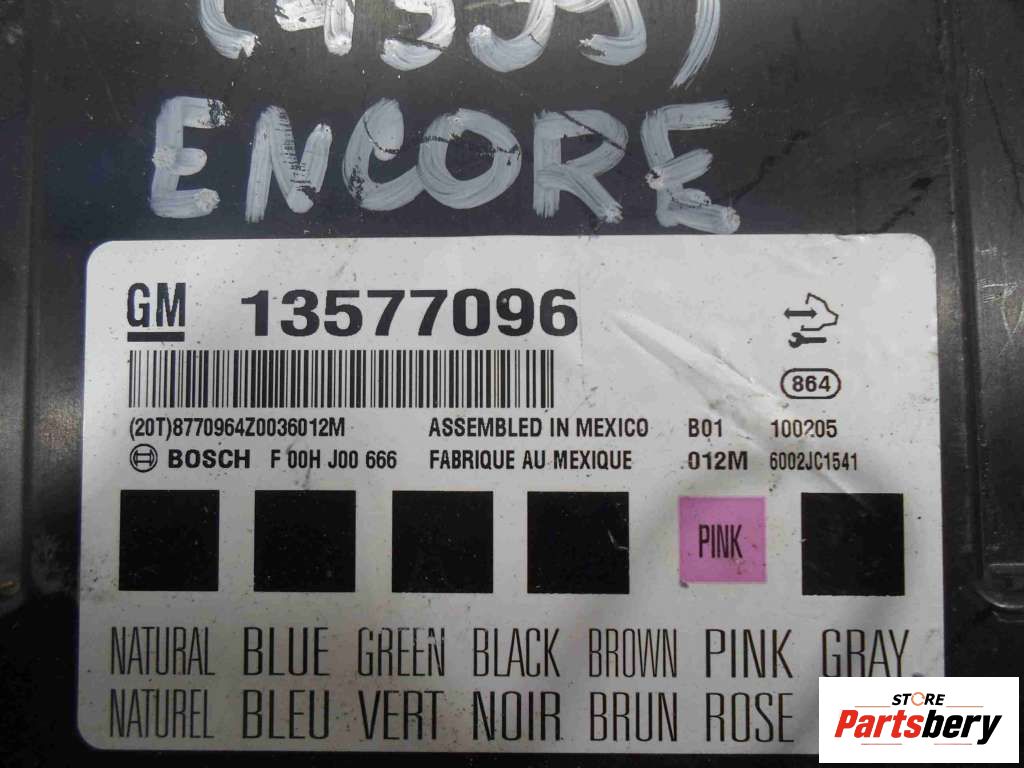 ENCORE
GM 13577096
864
(20T)8770964Z0036012M ASSEMBLED IN MEXICO B01 100205
BOSCH F 00H J00 666 FABRIQUE AU MEXIQUE 012M 6002JC1541
PINK
NATURAL BLUE GREEN BLACK BROWN PINK GRAY
NATUREL BLEU VERT NOIR BRUN ROSE
STORE
Partsbery